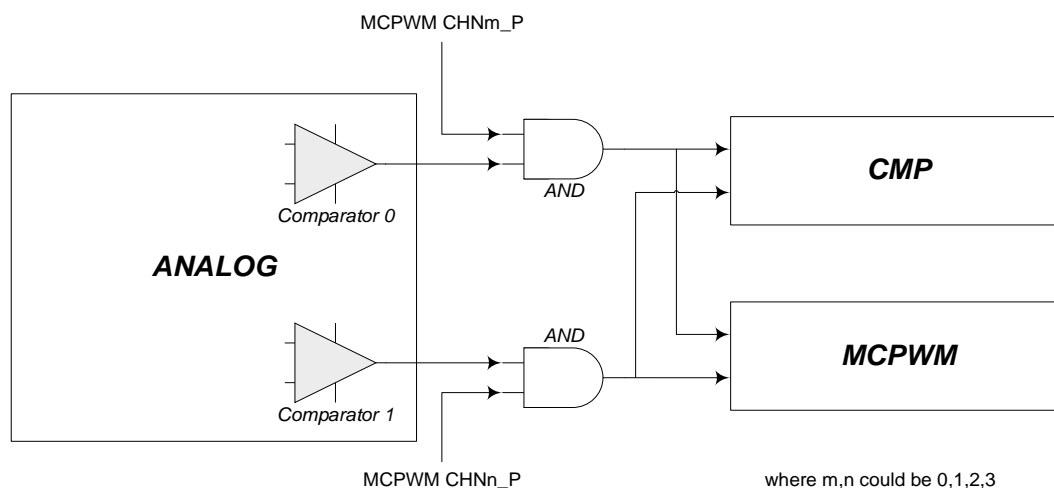 MCPWM CHNm_P
Comparator 0
AND
CMP
ANALOG
AND
MCPWM
Comparator 1
MCPWM CHNn_P
where m,n could be 0,1,2,3